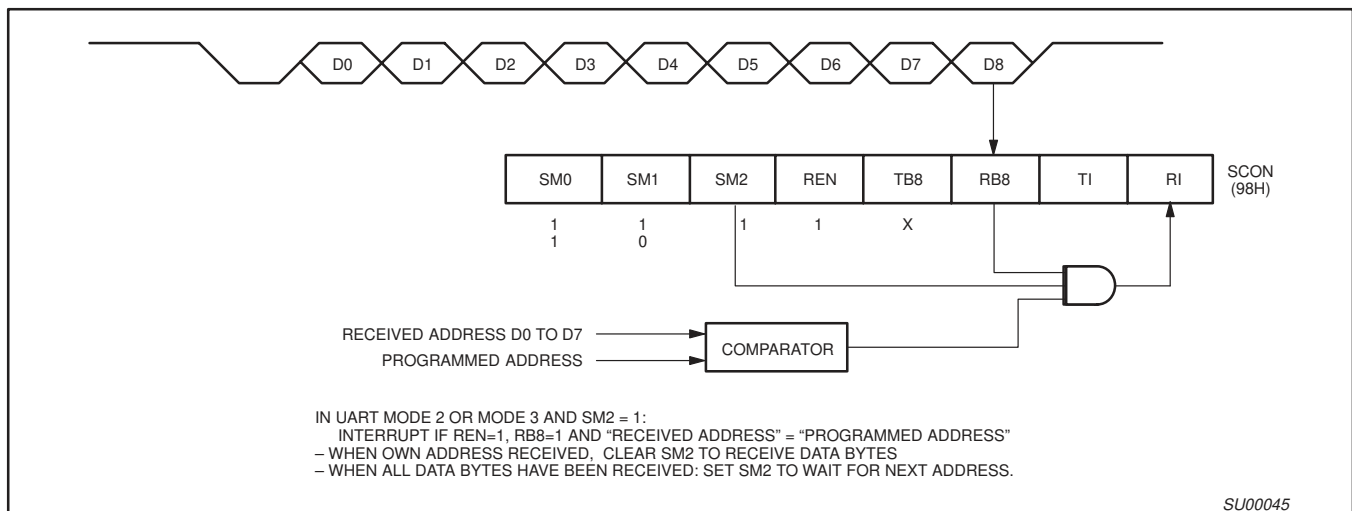 D0 D1 D2 D3 D4 D5 D6 D7 D8
SM0 SM1 SM2 REN TB8 RB8 TI RI
SCON
(98H)
1 1 1 1 X
1 0
RECEIVED ADDRESS D0 TO D7
PROGRAMMED ADDRESS
COMPARATOR
IN UART MODE 2 OR MODE 3 AND SM2 = 1:
INTERRUPT IF REN=1, RB8=1 AND “RECEIVED ADDRESS” = “PROGRAMMED ADDRESS”
– WHEN OWN ADDRESS RECEIVED, CLEAR SM2 TO RECEIVE DATA BYTES
– WHEN ALL DATA BYTES HAVE BEEN RECEIVED: SET SM2 TO WAIT FOR NEXT ADDRESS.
SU00045